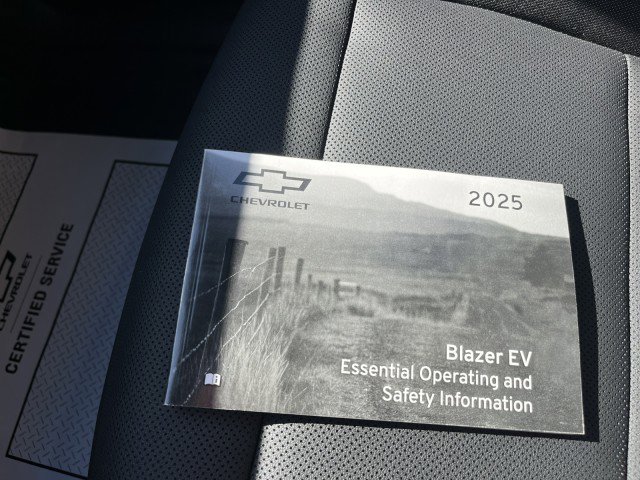 CHEVROLET
2025
Blazer EV
Essential Operating and
Safety Information
CHEVROLET
CERTIFIED SERVICE